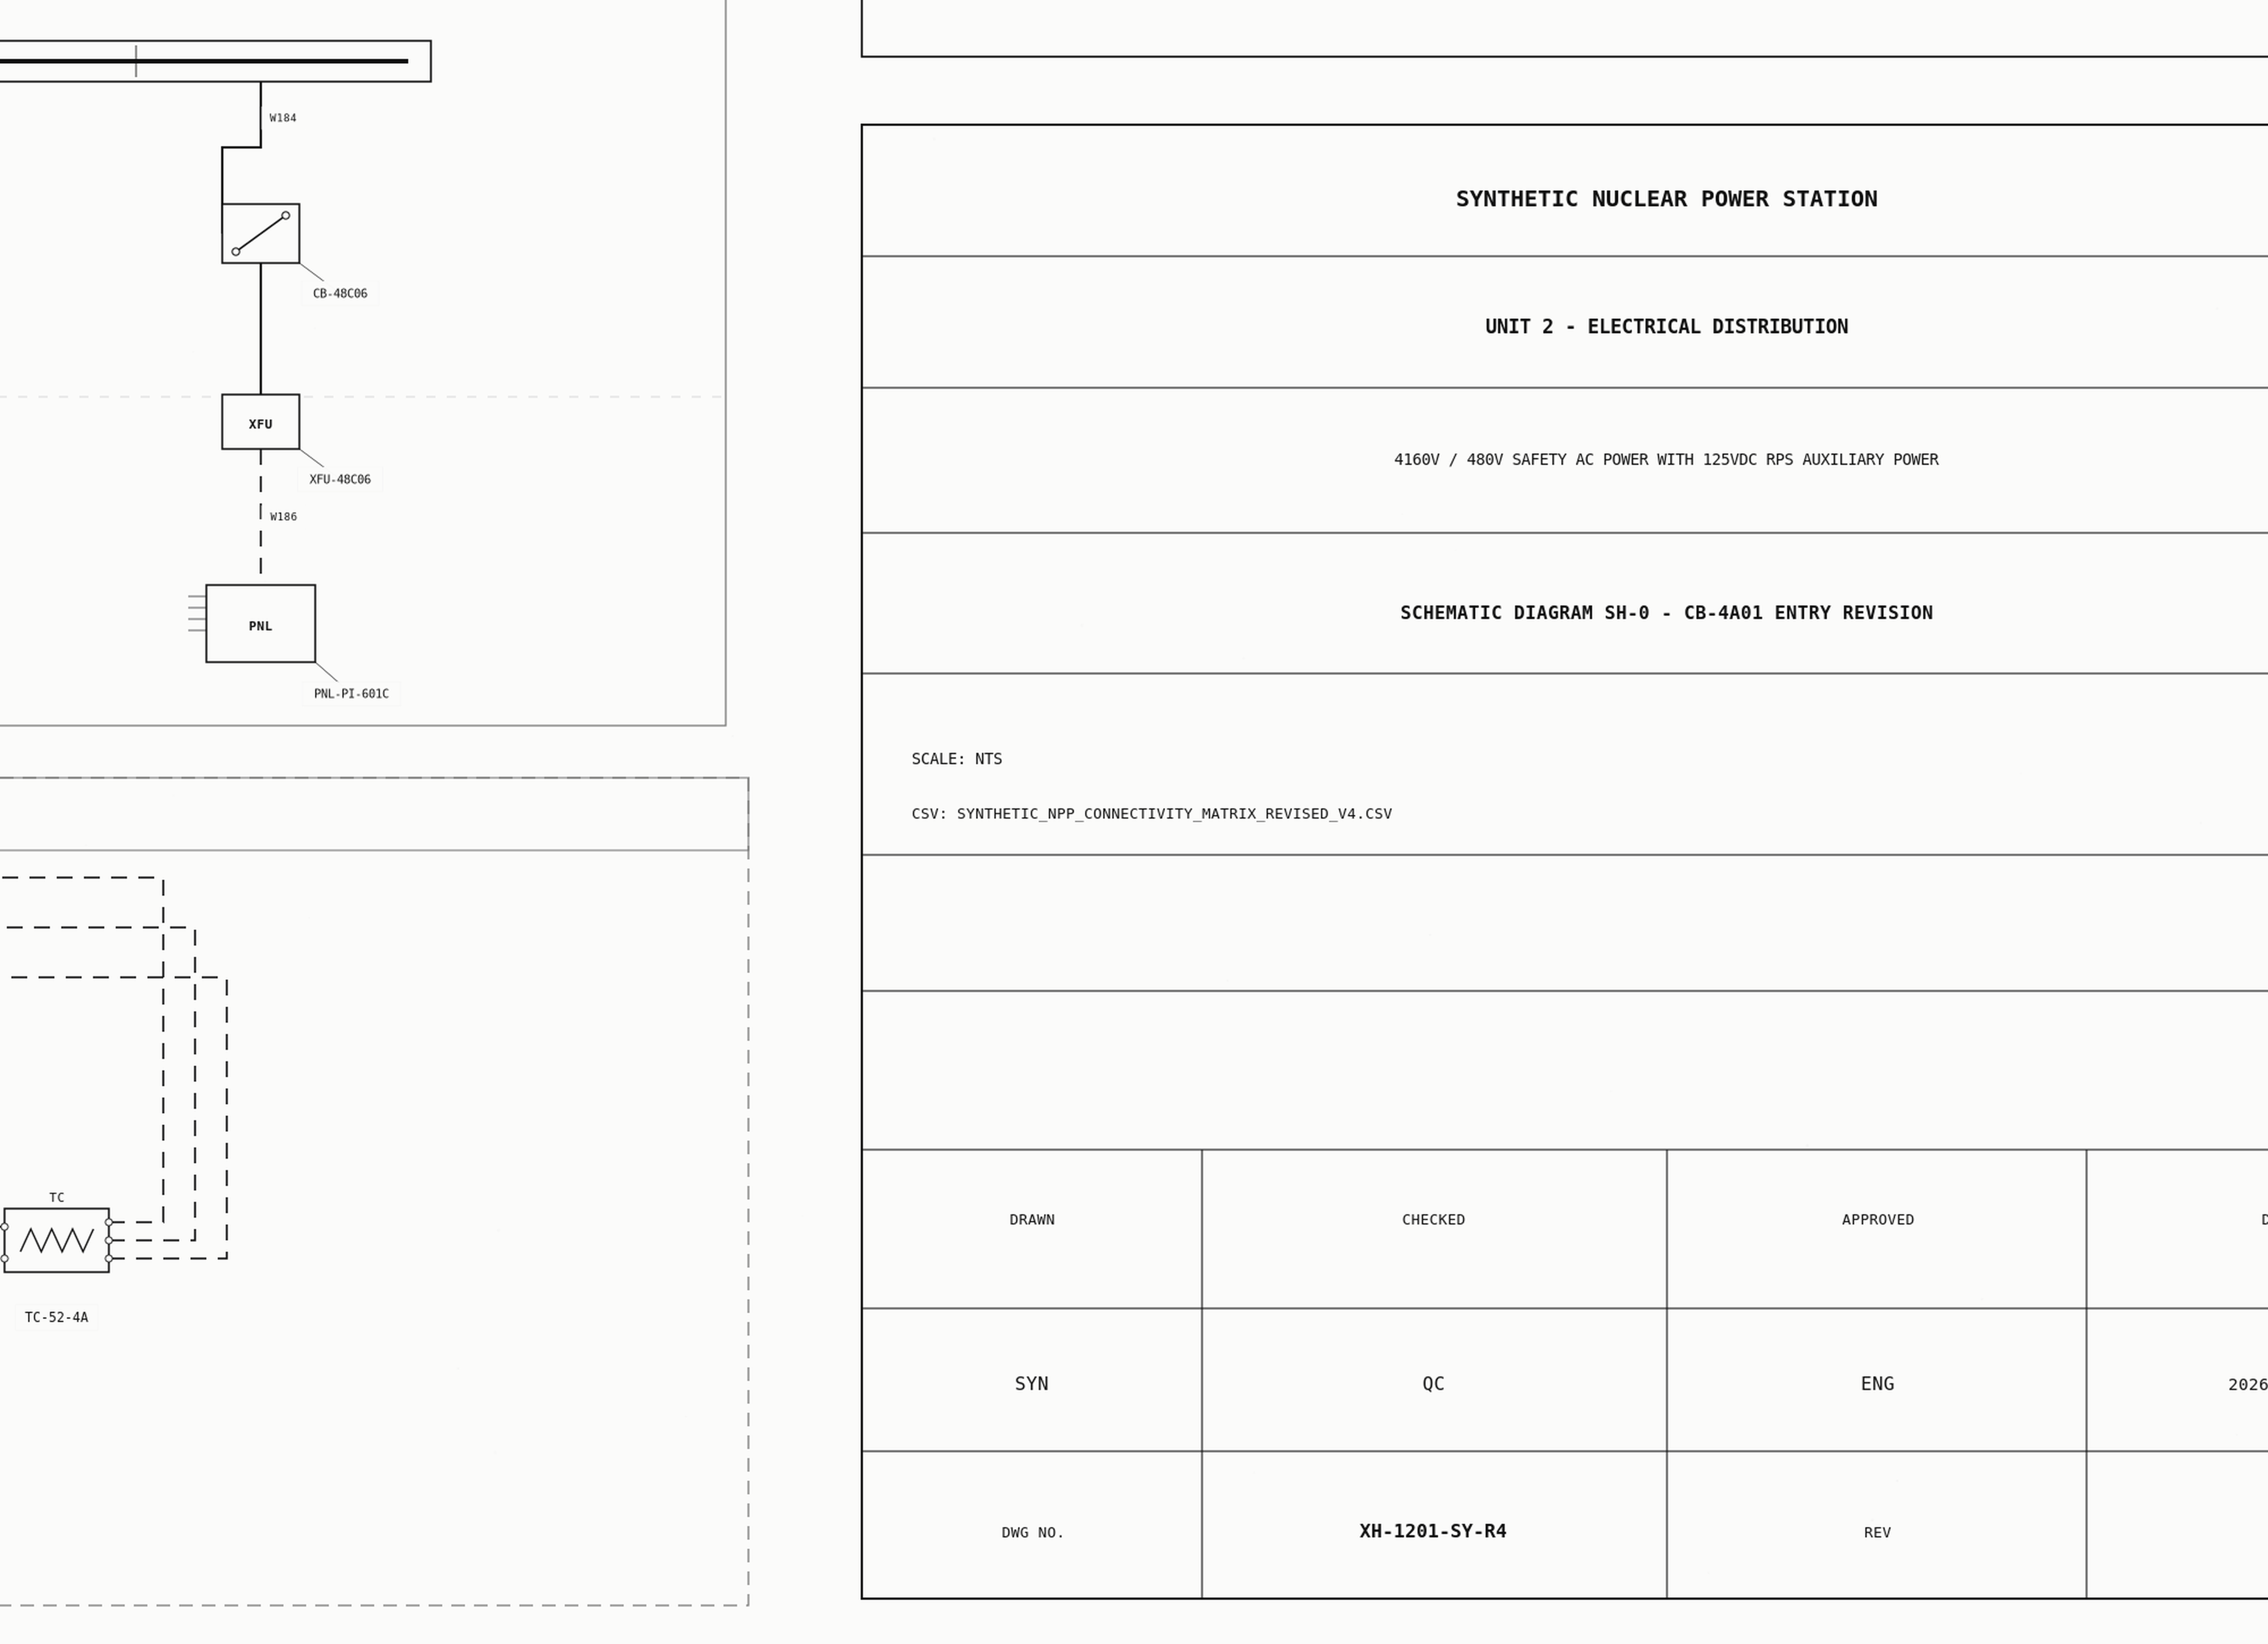 W184
CB-48C06
XFU
XFU-48C06
W186
PNL
PNL-PI-601C
TC
TC-52-4A
SYNTHETIC NUCLEAR POWER STATION
UNIT 2 - ELECTRICAL DISTRIBUTION
4160V / 480V SAFETY AC POWER WITH 125VDC RPS AUXILIARY POWER
SCHEMATIC DIAGRAM SH-0 - CB-4A01 ENTRY REVISION
SCALE: NTS
CSV: SYNTHETIC_NPP_CONNECTIVITY_MATRIX_REVISED_V4.CSV
DRAWN CHECKED APPROVED
SYN QC ENG 2026
DWG NO. XH-1201-SY-R4 REV